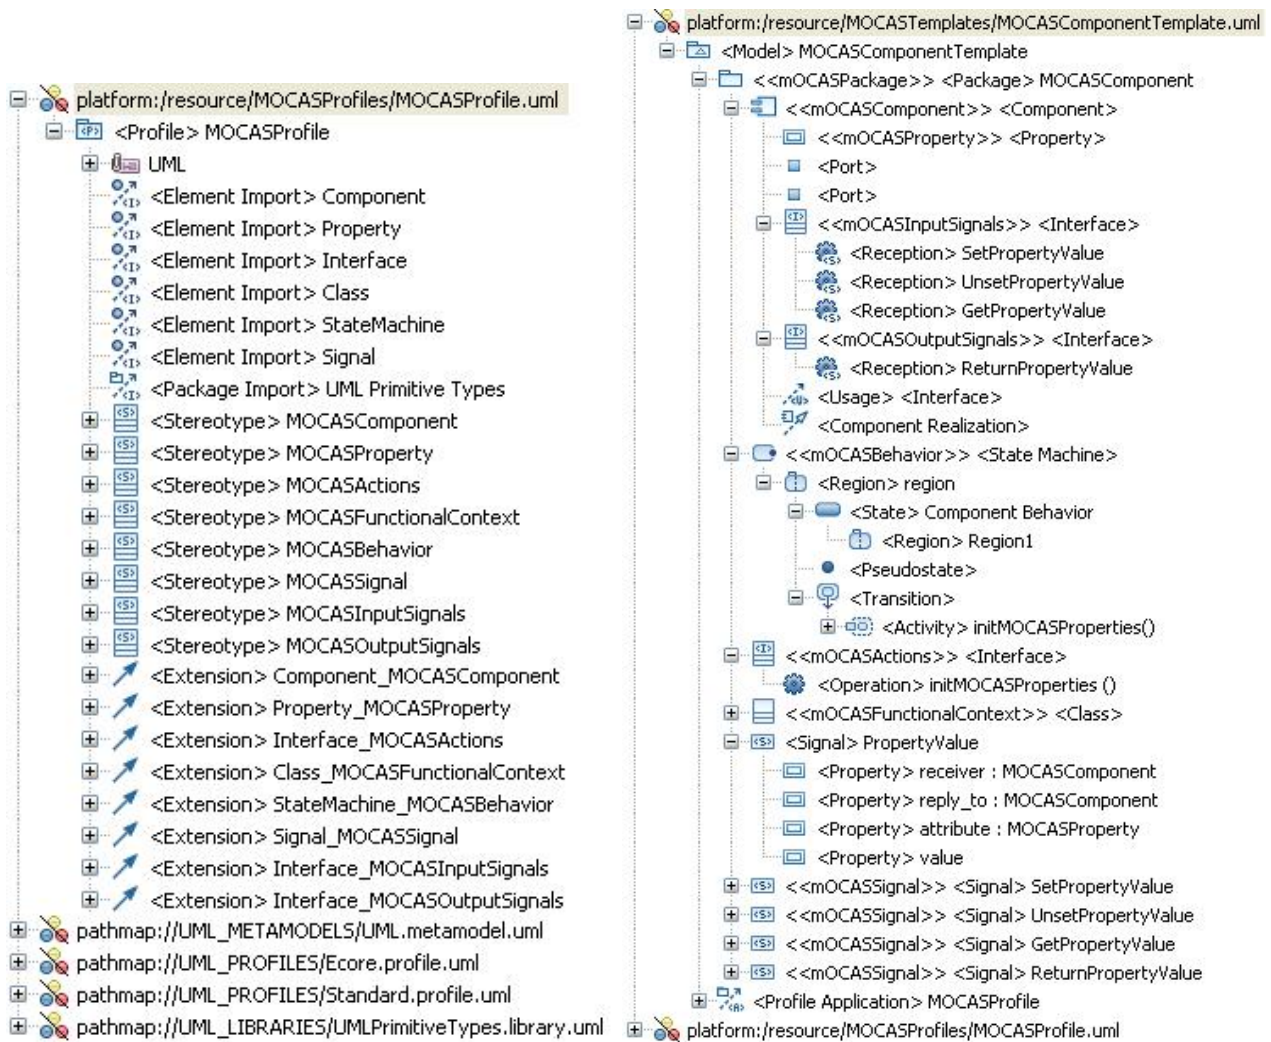 platform:/resource/MOCASProfiles/MOCASProfile.uml
<Profile> MOCASProfile
UML
<Element Import> Component
<Element Import> Property
<Element Import> Interface
<Element Import> Class
<Element Import> StateMachine
<Element Import> Signal
<Package Import> UML Primitive Types
<Stereotype> MOCASComponent
<Stereotype> MOCASProperty
<Stereotype> MOCASActions
<Stereotype> MOCASFunctionalContext
<Stereotype> MOCASBehavior
<Stereotype> MOCASSignal
<Stereotype> MOCASInputSignals
<Stereotype> MOCASOutputSignals
<Extension> Component_MOCASComponent
<Extension> Property_MOCASProperty
<Extension> Interface_MOCASActions
<Extension> Class_MOCASFunctionalContext
<Extension> StateMachine_MOCASBehavior
<Extension> Signal_MOCASSignal
<Extension> Interface_MOCASInputSignals
<Extension> Interface_MOCASOutputSignals
pathmap://UML_METAMODELS/UML.metamodel.uml
pathmap://UML_PROFILES/Ecore.profile.uml
pathmap://UML_PROFILES/Standard.profile.uml
pathmap://UML_LIBRARIES/UMLPrimitiveTypes.library.uml
platform:/resource/MOCASTemplates/MOCASComponentTemplate.uml
<Model> MOCASComponentTemplate
<<mOCASPackage>> <Package> MOCASComponent
<<mOCASComponent>> <Component>
<<mOCASProperty>> <Property>
<Port>
<Port>
<<mOCASInputSignals>> <Interface>
<Reception> SetPropertyValue
<Reception> UnsetPropertyValue
<Reception> GetPropertyValue
<<mOCASOutputSignals>> <Interface>
<Reception> ReturnPropertyValue
<Usage> <Interface>
<Component Realization>
<<mOCASBehavior>> <State Machine>
<Region> region
<State> Component Behavior
<Region> Region1
<Pseudostate>
<Transition>
<Activity> initMOCASProperties()
<<mOCASActions>> <Interface>
<Operation> initMOCASProperties ()
<<mOCASFunctionalContext>> <Class>
<Signal> PropertyValue
<Property> receiver : MOCASComponent
<Property> reply_to : MOCASComponent
<Property> attribute : MOCASProperty
<Property> value
<<mOCASSignal>> <Signal> SetPropertyValue
<<mOCASSignal>> <Signal> UnsetPropertyValue
<<mOCASSignal>> <Signal> GetPropertyValue
<<mOCASSignal>> <Signal> ReturnPropertyValue
<Profile Application> MOCASProfile
platform:/resource/MOCASProfiles/MOCASProfile.uml